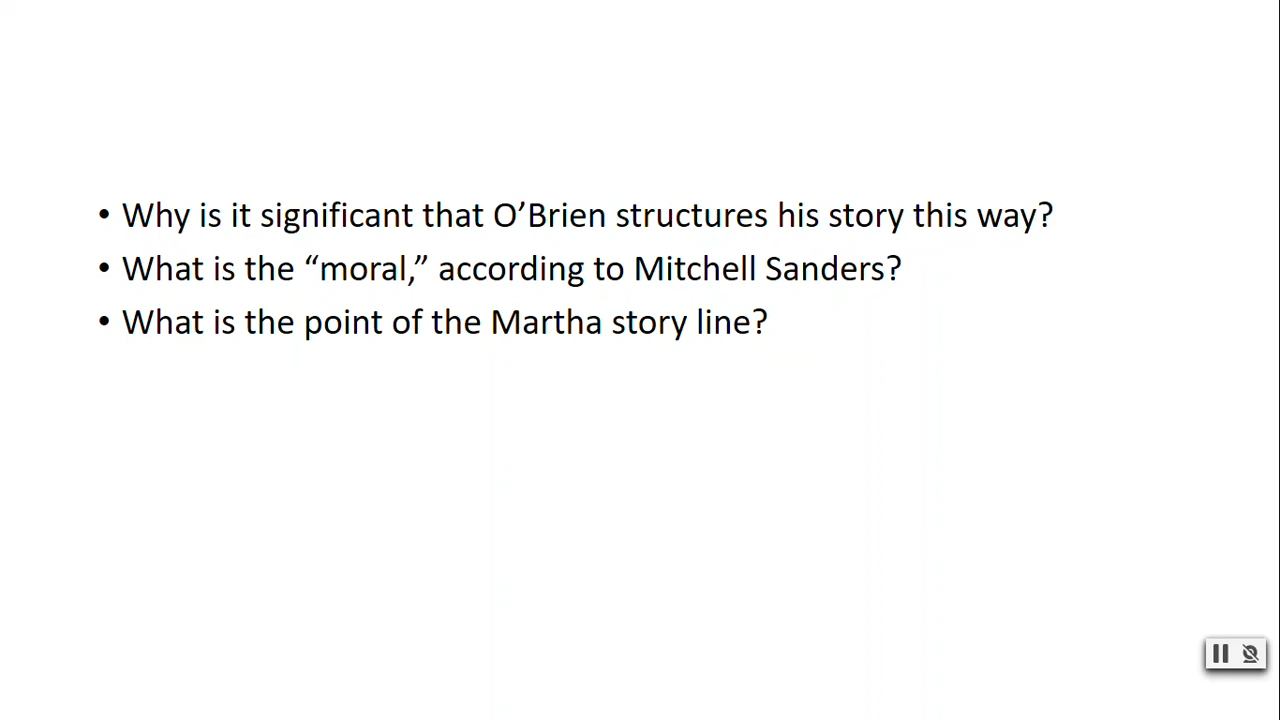 • Why is it significant that O’Brien structures his story this way?
• What is the “moral,” according to Mitchell Sanders?
• What is the point of the Martha story line?